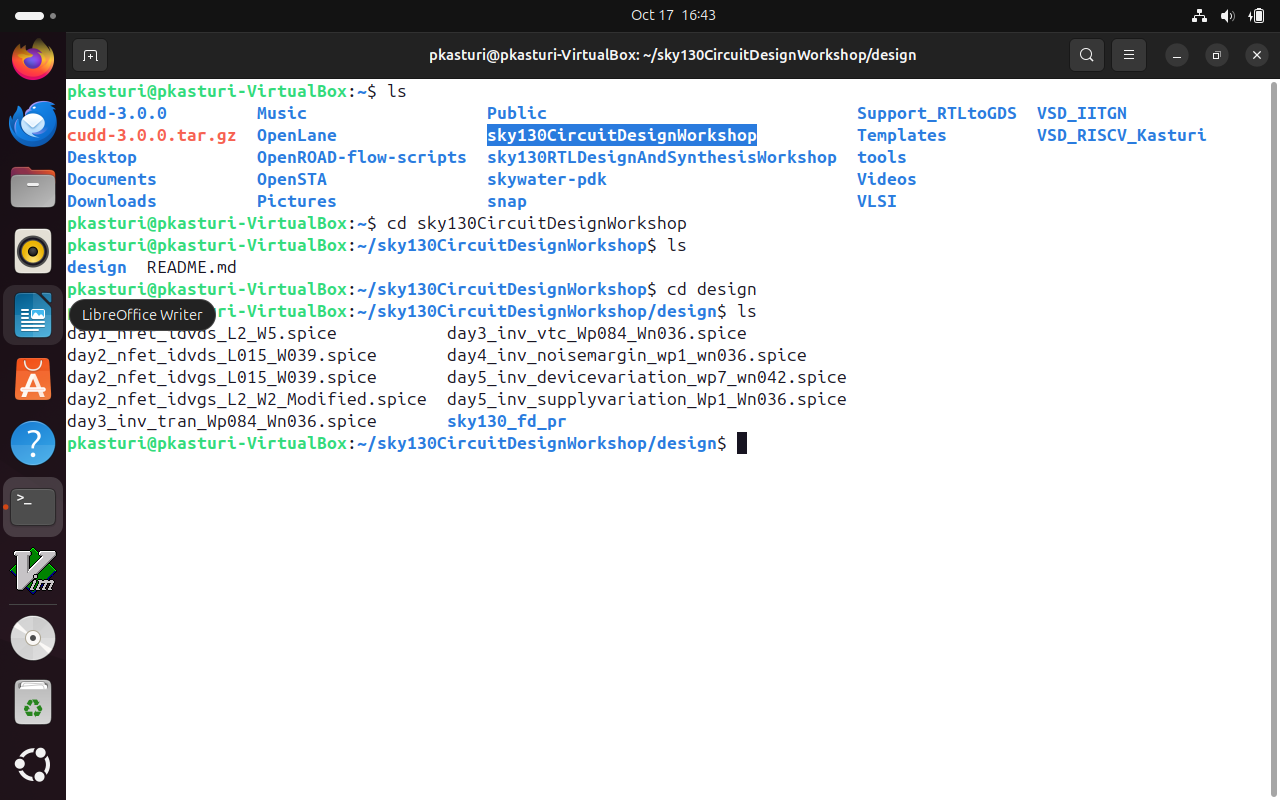 Oct 17 16:43
pkasturi@pkasturi-VirtualBox: ~/sky130CircuitDesignWorkshop/design
pkasturi@pkasturi-VirtualBox:~$ ls
cudd-3.0.0 Music Public Support_RTLtoGDS VSD_IITGN
cudd-3.0.0.tar.gz OpenLane sky130CircuitDesignWorkshop Templates VSD_RISCV_Kasturi
Desktop OpenROAD-flow-scripts sky130RTLDesignAndSynthesisWorkshop tools
Documents OpenSTA skywater-pdk Videos
Downloads Pictures snap VLSI
pkasturi@pkasturi-VirtualBox:~$ cd sky130CircuitDesignWorkshop
pkasturi@pkasturi-VirtualBox:~/sky130CircuitDesignWorkshop$ ls
design README.md
pkasturi@pkasturi-VirtualBox:~/sky130CircuitDesignWorkshop$ cd design
LibreOffice Writer
ri-VirtualBox:~/sky130CircuitDesignWorkshop/design$ ls
day1_nfet_idvds_L2_W5.spice day3_inv_vtc_Wp084_Wn036.spice
day2_nfet_idvds_L015_W039.spice day4_inv_noisemargin_wp1_wn036.spice
day2_nfet_idvgs_L015_W039.spice day5_inv_devicevariation_wp7_wn042.spice
day2_nfet_idvgs_L2_W2_Modified.spice day5_inv_supplyvariation_Wp1_Wn036.spice
day3_inv_tran_Wp084_Wn036.spice sky130_fd_pr
pkasturi@pkasturi-VirtualBox:~/sky130CircuitDesignWorkshop/design$
>_
Vim